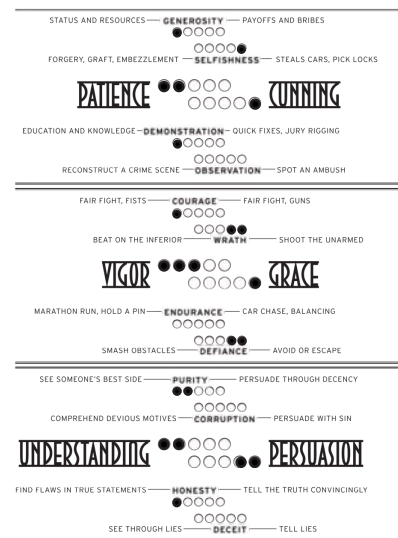 STATUS AND RESOURCES GENEROSITY PAYOFFS AND BRIBES
FORGERY, GRAFT, EMBEZZLEMENT SELFISHNESS STEALS CARS, PICK LOCKS
PATIENCE CUNNING
EDUCATION AND KNOWLEDGE DEMONSTRATION QUICK FIXES, JURY RIGGING
RECONSTRUCT A CRIME SCENE OBSERVATION SPOT AN AMBUSH
FAIR FIGHT, FISTS COURAGE FAIR FIGHT, GUNS
BEAT ON THE INFERIOR WRATH SHOOT THE UNARMED
VIGOR GRACE
MARATHON RUN, HOLD A PIN ENDURANCE CAR CHASE, BALANCING
SMASH OBSTACLES DEFIANCE AVOID OR ESCAPE
SEE SOMEONE'S BEST SIDE PURITY PERSUADE THROUGH DECENCY
COMPREHEND DEVIOUS MOTIVES CORRUPTION PERSUADE WITH SIN
UNDERSTANDING PERSUASION
FIND FLAWS IN TRUE STATEMENTS HONESTY TELL THE TRUTH CONVINCINGLY
SEE THROUGH LIES DECEIT TELL LIES